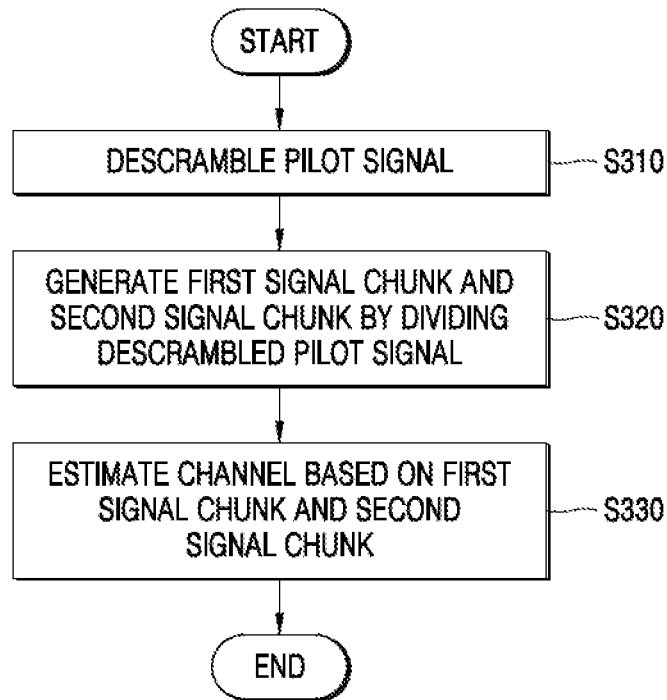 START
DESCRAMBLE PILOT SIGNAL
S310
GENERATE FIRST SIGNAL CHUNK AND
SECOND SIGNAL CHUNK BY DIVIDING
DESCRAMBLED PILOT SIGNAL
S320
ESTIMATE CHANNEL BASED ON FIRST
SIGNAL CHUNK AND SECOND
SIGNAL CHUNK
S330
END